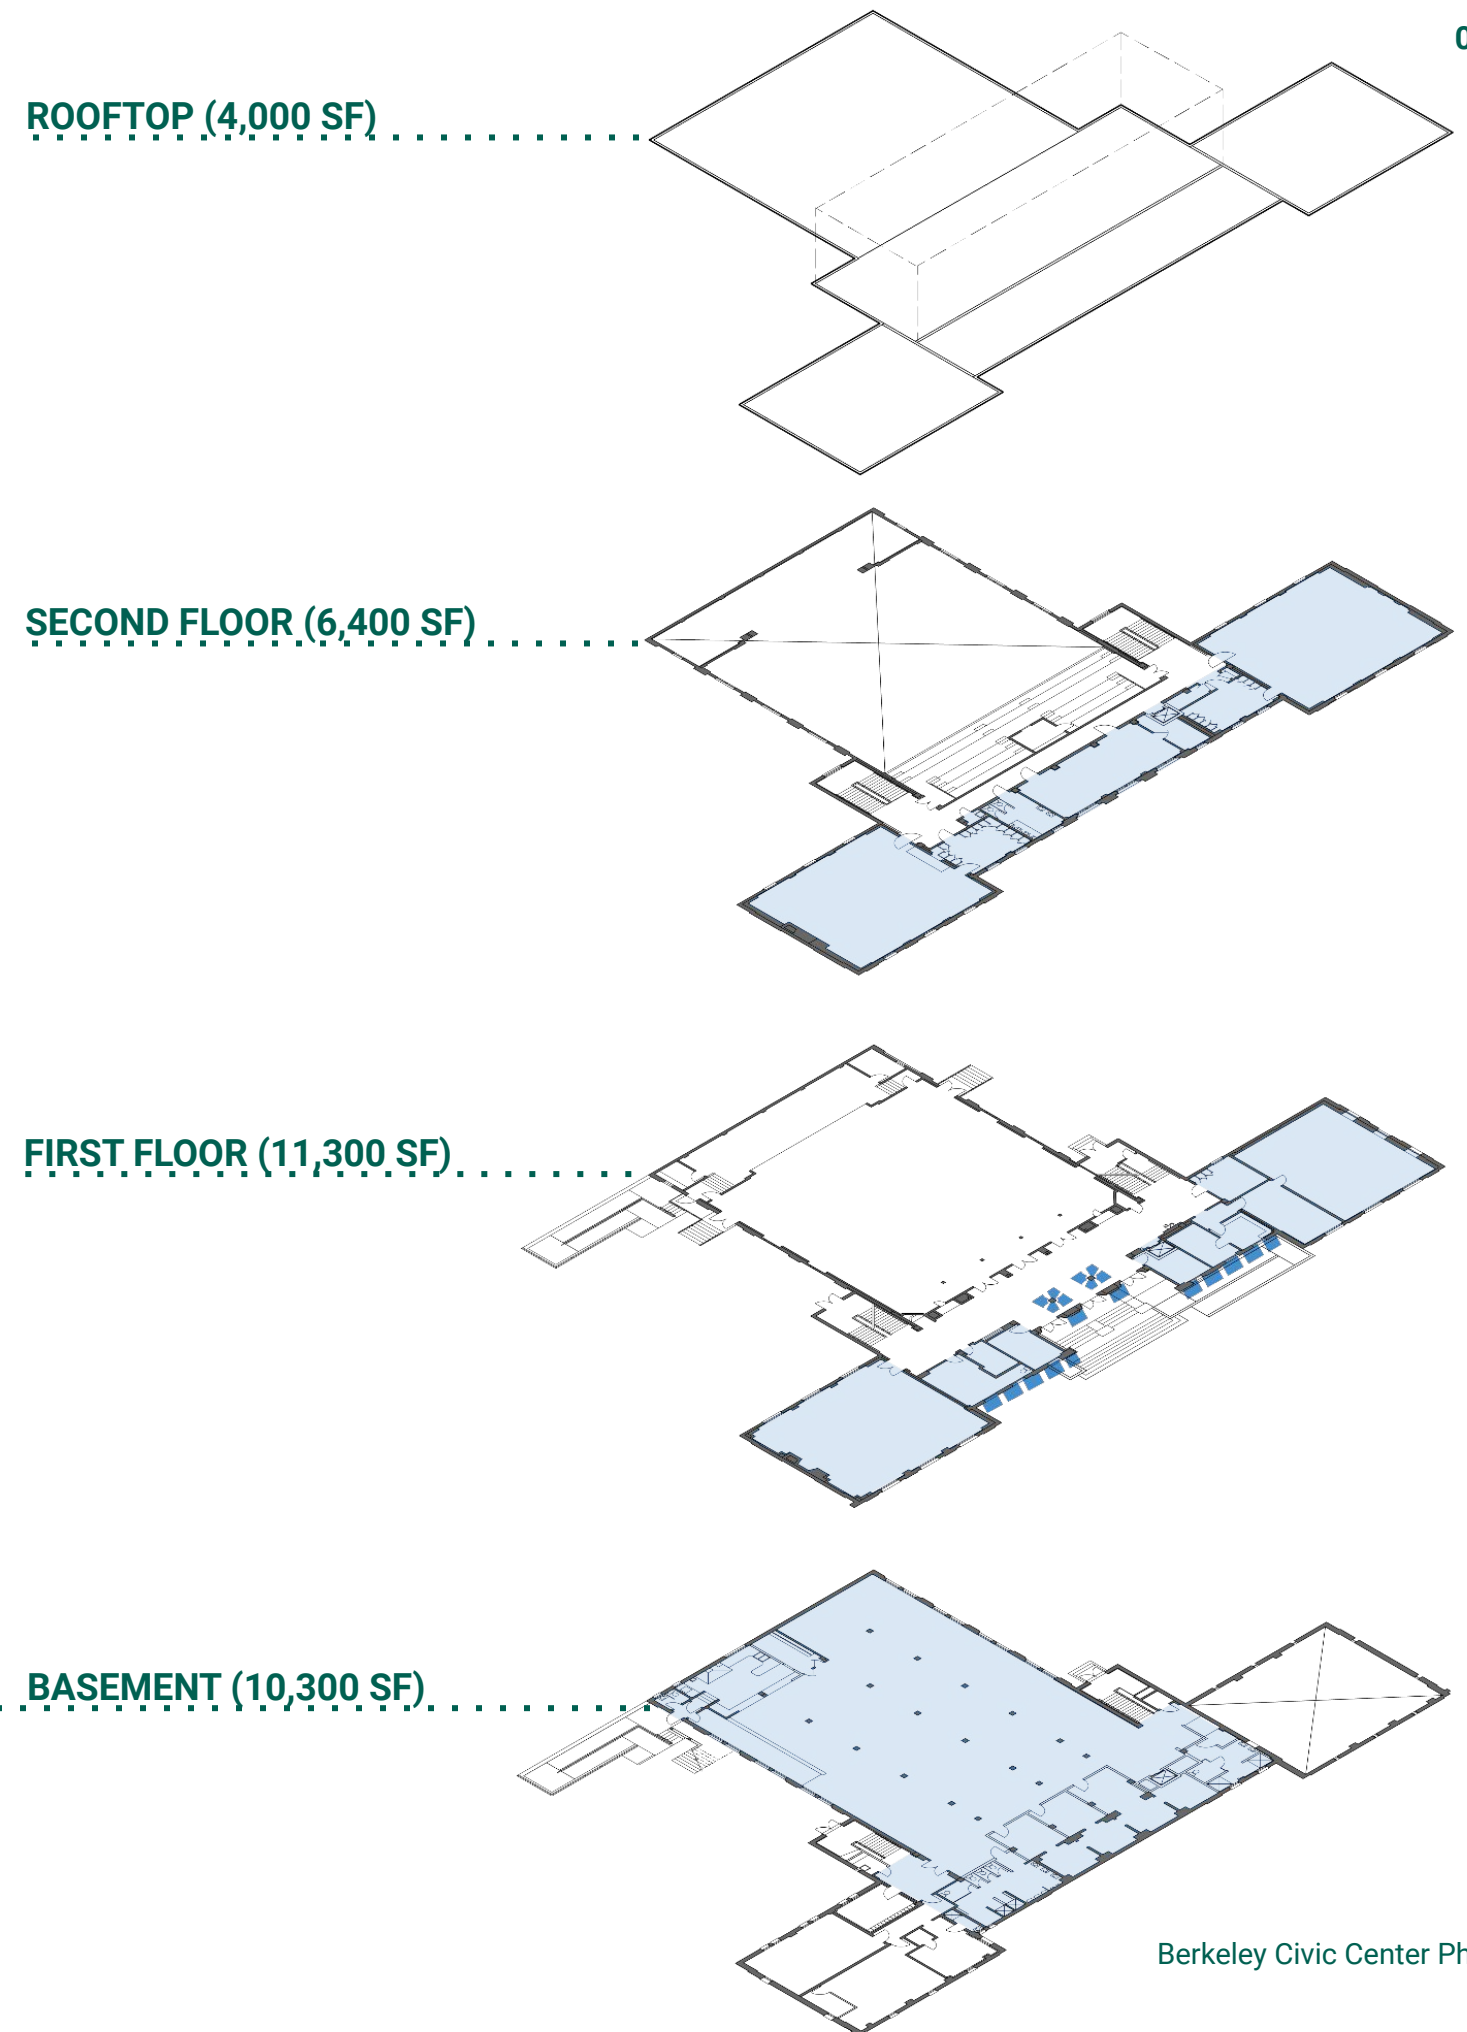 ROOFTOP (4,000 SF)
SECOND FLOOR (6,400 SF)
FIRST FLOOR (11,300 SF)
BASEMENT (10,300 SF)
Berkeley Civic Center